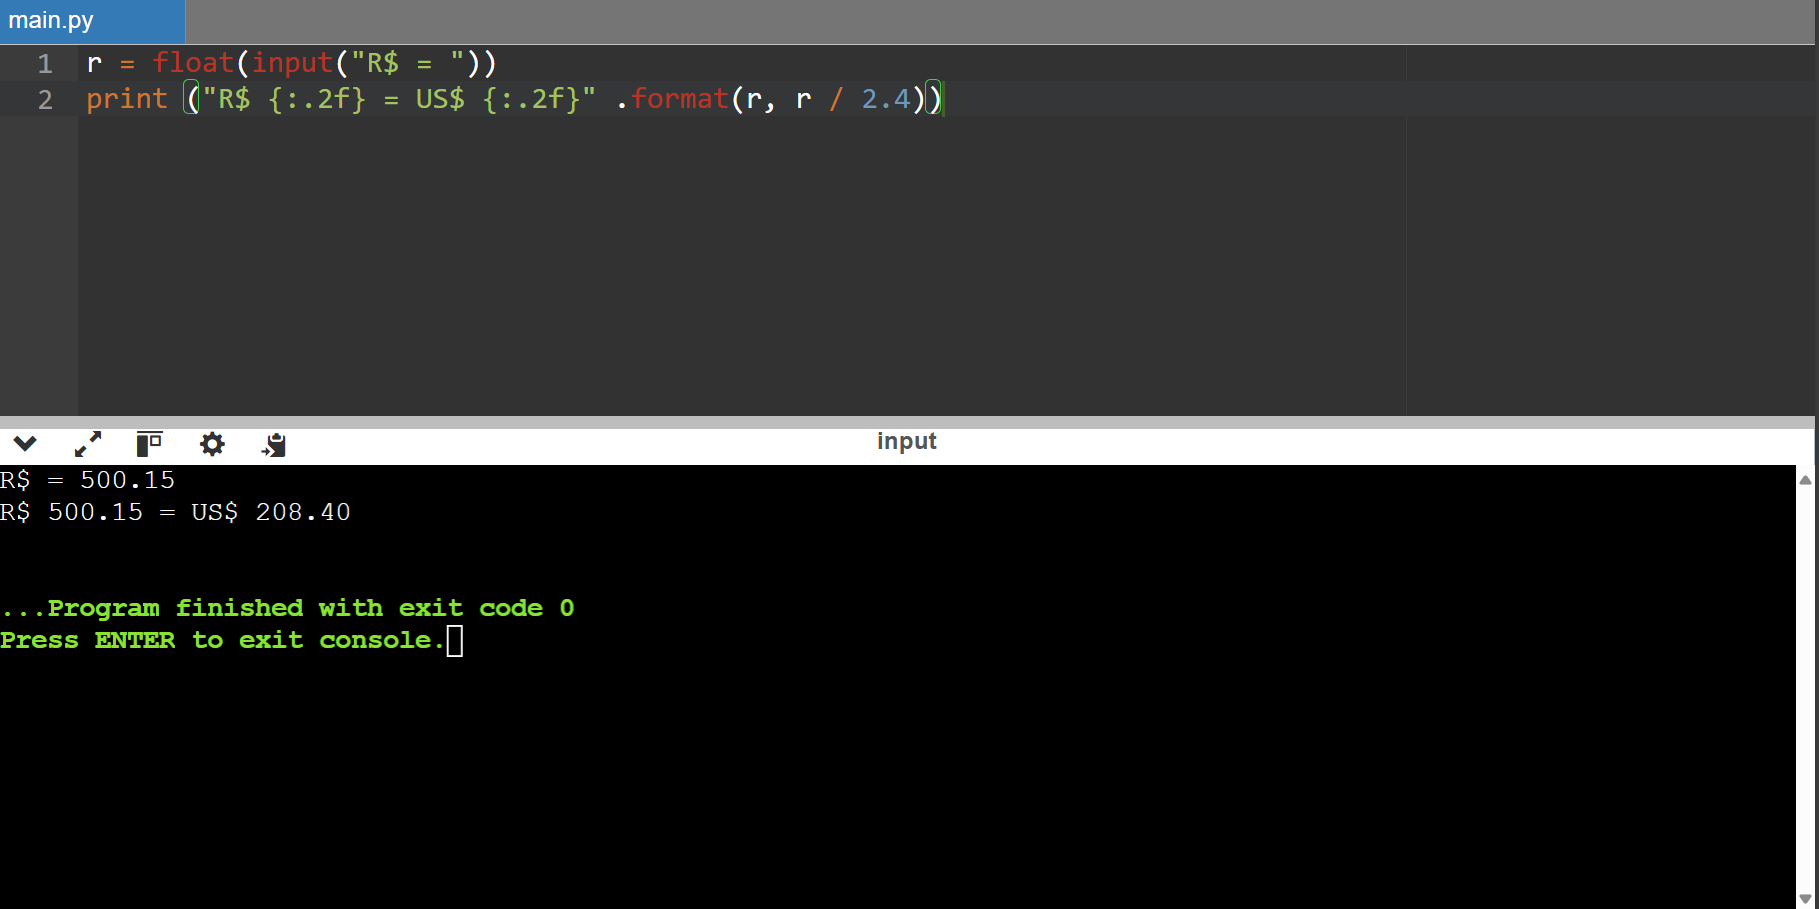 main.py
1 r = float(input("R$ = "))
2 print ("R$ {:.2f} = US$ {:.2f}" .format(r, r / 2.4))
input
R$ = 500.15
R$ 500.15 = US$ 208.40
...Program finished with exit code 0
Press ENTER to exit console.